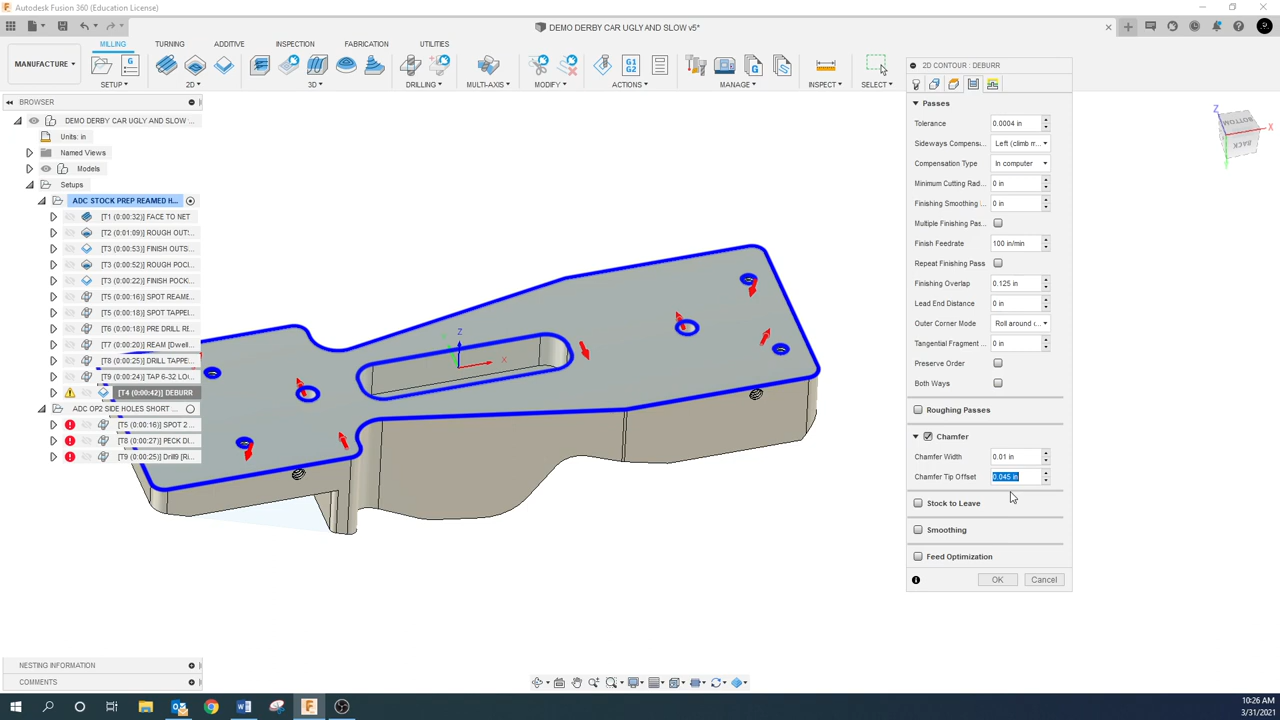 Autodesk Fusion 360 (Education License)
DEMO DERBY CAR UGLY AND SLOW v5*
MILLING TURNING ADDITIVE INSPECTION FABRICATION UTILITIES
MANUFACTURE
SETUP 2D 3D DRILLING MULTI-AXIS MODIFY ACTIONS MANAGE INSPECT SELECT
BROWSER
DEMO DERBY CAR UGLY AND SLOW ...
Units: in
Named Views
Models
Setups
ADC STOCK PREP REAMED H...
[T1 (0:00:32)] FACE TO NET
[T2 (0:01:09)] ROUGH OUT...
[T3 (0:00:53)] FINISH OUTS...
[T3 (0:00:52)] ROUGH POC...
[T3 (0:00:22)] FINISH POCK...
[T5 (0:00:16)] SPOT REAME...
[T5 (0:00:18)] SPOT TAPPE...
[T6 (0:00:18)] PRE DRILL RE...
[T7 (0:00:20)] REAM [Dwell...
[T8 (0:00:25)] DRILL TAPPE...
[T9 (0:00:24)] TAP 6-32 LO...
[T4 (0:00:42)] DEBURR
ADC OP2 SIDE HOLES SHORT ...
[T5 (0:00:16)] SPOT 2...
[T8 (0:00:27)] PECK DR...
[T9 (0:00:25)] Drill9 [Ri...
Z
X
Z
X
BOTTOM
BACK
2D CONTOUR : DEBURR
Passes
Tolerance 0.0004 in
Sideways Compensa... Left (climb m...
Compensation Type In computer
Minimum Cutting Rad... 0 in
Finishing Smoothing 0 in
Multiple Finishing Pas...
Finish Feedrate 100 in/min
Repeat Finishing Pass
Finishing Overlap 0.125 in
Lead End Distance 0 in
Outer Corner Mode Roll around c...
Tangential Fragment ... 0 in
Preserve Order
Both Ways
Roughing Passes
Chamfer
Chamfer Width 0.01 in
Chamfer Tip Offset 0.045 in
Stock to Leave
Smoothing
Feed Optimization
OK Cancel
NESTING INFORMATION
COMMENTS
10:26 AM
3/31/2021